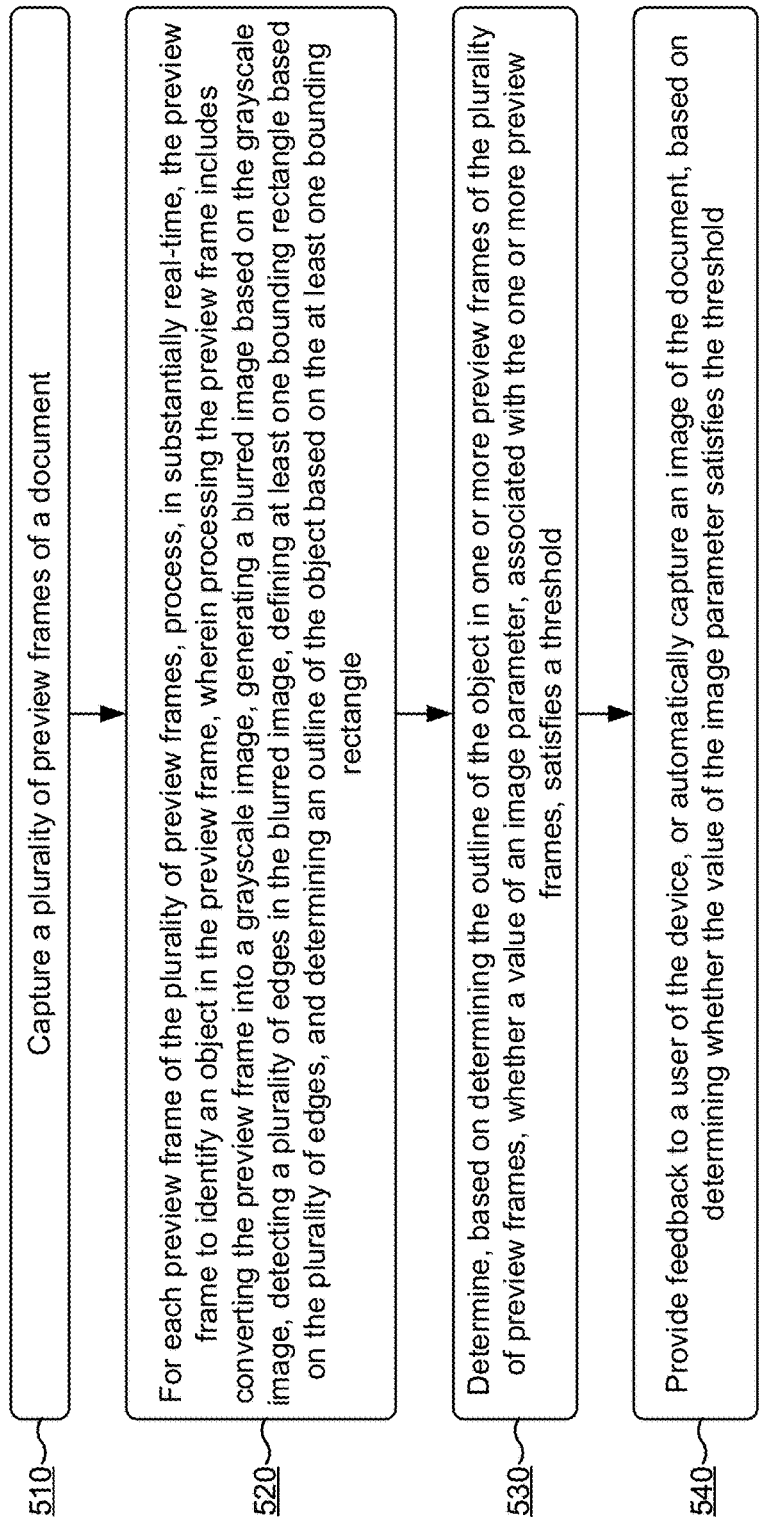 510
Capture a plurality of preview frames of a document
520
For each preview frame of the plurality of preview frames, process, in substantially real-time, the preview
frame to identify an object in the preview frame, wherein processing the preview frame includes
converting the preview frame into a grayscale image, generating a blurred image based on the grayscale
image, detecting a plurality of edges in the blurred image, defining at least one bounding rectangle based
on the plurality of edges, and determining an outline of the object based on the at least one bounding
rectangle
530
Determine, based on determining the outline of the object in one or more preview frames of the plurality
of preview frames, whether a value of an image parameter, associated with the one or more preview
frames, satisfies a threshold
540
Provide feedback to a user of the device, or automatically capture an image of the document, based on
determining whether the value of the image parameter satisfies the threshold